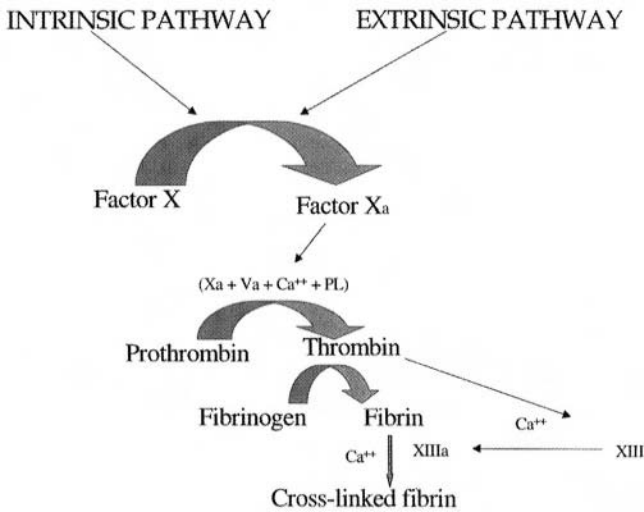 INTRINSIC PATHWAY EXTRINSIC PATHWAY
Factor X Factor Xa
(Xa + Va + Ca++ + PL)
Prothrombin Thrombin
Fibrinogen Fibrin Ca++
Ca++ XIIIa XIII
Cross-linked fibrin